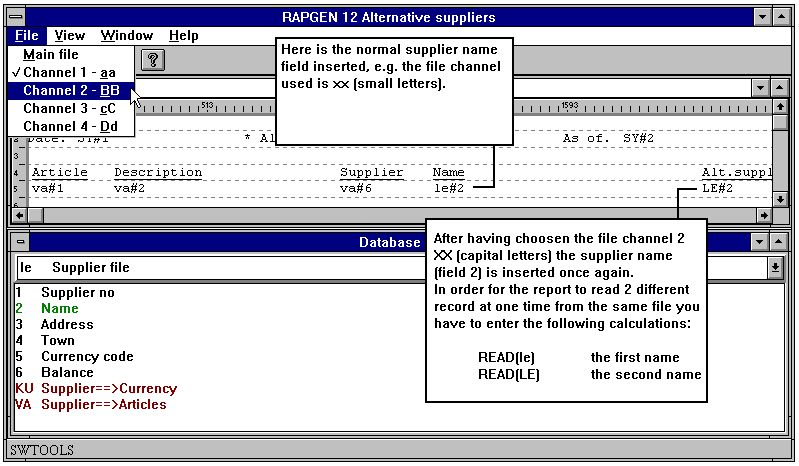 RAPGEN 12 Alternative suppliers
File View Window Help
Main file
✓Channel 1 - aa
Channel 2 - BB
Channel 3 - cC
Channel 4 - Dd
?
Here is the normal supplier name
field inserted, e.g. the file channel
used is xx (small letters).
513 1593
2 SY#1 * Al As of. SY#2
3
4 Article Description Supplier Name Alt.suppl
5 va#1 va#2 va#6 le#2 LE#2
Database
After having choosen the file channel 2
XX (capital letters) the supplier name
(field 2) is inserted once again.
In order for the report to read 2 different
record at one time from the same file you
have to enter the following calculations:
READ(le) the first name
READ(LE) the second name
le Supplier file
1 Supplier no
2 Name
3 Address
4 Town
5 Currency code
6 Balance
KU Supplier==>Currency
VA Supplier==>Articles
SWTOOLS